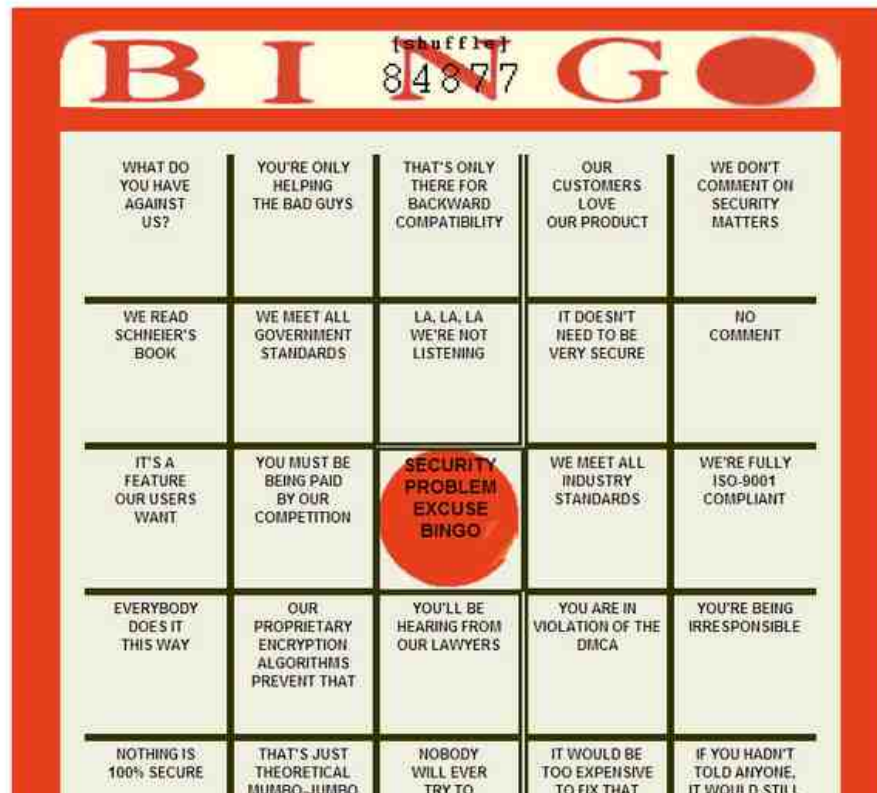 BINGO
[shuffle]
84877
WHAT DO
YOU HAVE
AGAINST
US?
YOU'RE ONLY
HELPING
THE BAD GUYS
THAT'S ONLY
THERE FOR
BACKWARD
COMPATIBILITY
OUR
CUSTOMERS
LOVE
OUR PRODUCT
WE DON'T
COMMENT ON
SECURITY
MATTERS
WE READ
SCHNEIER'S
BOOK
WE MEET ALL
GOVERNMENT
STANDARDS
LA, LA, LA
WE'RE NOT
LISTENING
IT DOESN'T
NEED TO BE
VERY SECURE
NO
COMMENT
IT'S A
FEATURE
OUR USERS
WANT
YOU MUST BE
BEING PAID
BY OUR
COMPETITION
SECURITY
PROBLEM
EXCUSE
BINGO
WE MEET ALL
INDUSTRY
STANDARDS
WE'RE FULLY
ISO-9001
COMPLIANT
EVERYBODY
DOES IT
THIS WAY
OUR
PROPRIETARY
ENCRYPTION
ALGORITHMS
PREVENT THAT
YOU'LL BE
HEARING FROM
OUR LAWYERS
YOU ARE IN
VIOLATION OF THE
DMCA
YOU'RE BEING
IRRESPONSIBLE
NOTHING IS
100% SECURE
THAT'S JUST
THEORETICAL
MUMBO-JUMBO
NOBODY
WILL EVER
TRY TO
IT WOULD BE
TOO EXPENSIVE
TO FIX THAT
IF YOU HADN'T
TOLD ANYONE,
IT WOULD STILL